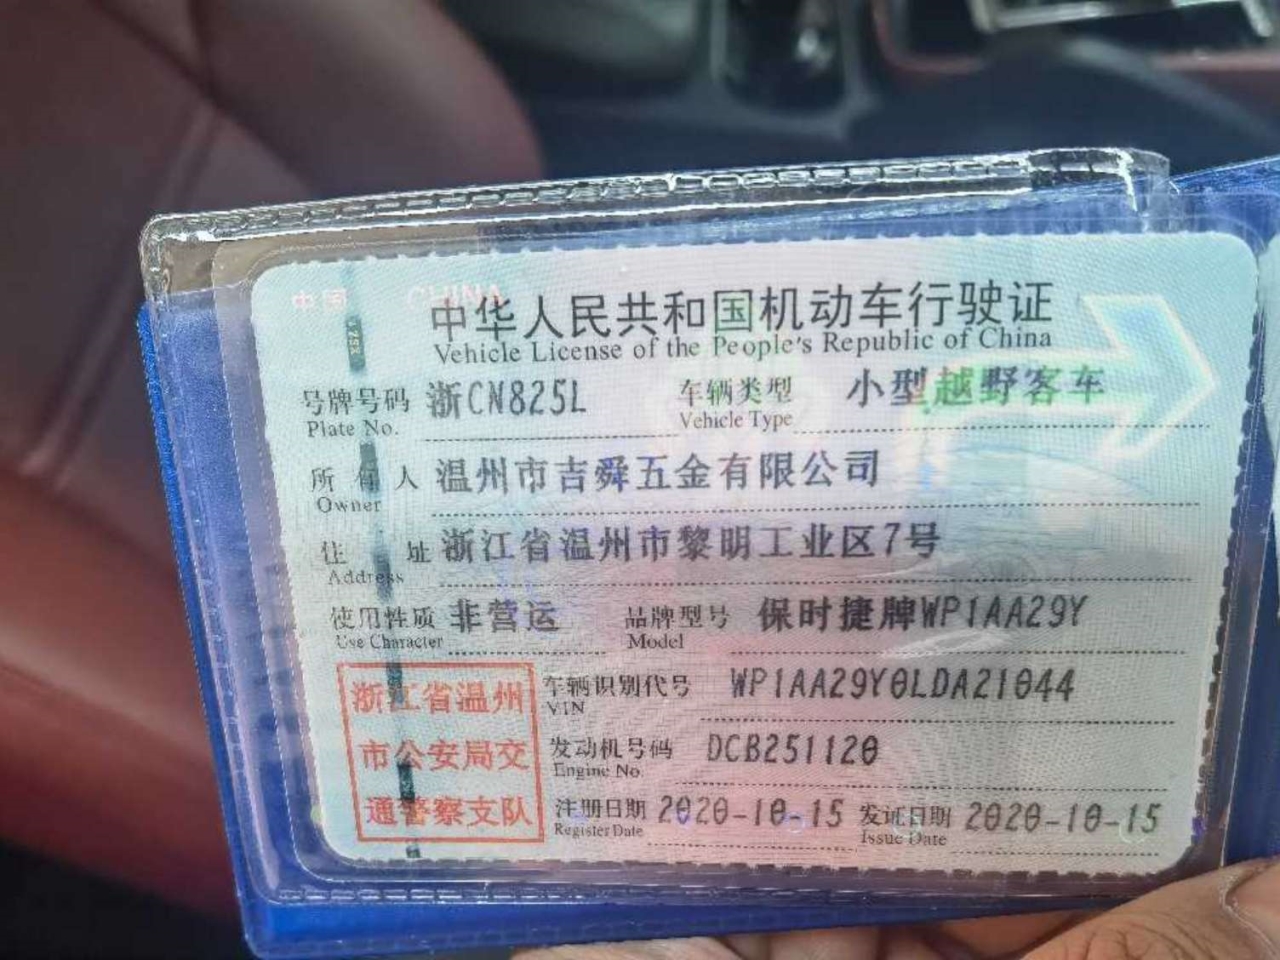 中国 CHINA
中华人民共和国机动车行驶证
Vehicle License of the People's Republic of China
号牌号码 浙CN825L 车辆类型 小型越野客车
Plate No. Vehicle Type
所有人 温州市吉舜五金有限公司
Owner
住址 浙江省温州市黎明工业区7号
Address
使用性质 非营运 品牌型号 保时捷牌WP1AA29Y
Use Character Model
浙江省温州
市公安局交
通警察支队
车辆识别代号 WP1AA29Y0LDA21044
VIN
发动机号码 DCB251120
Engine No.
注册日期 2020-10-15 发证日期 2020-10-15
Register Date Issue Date